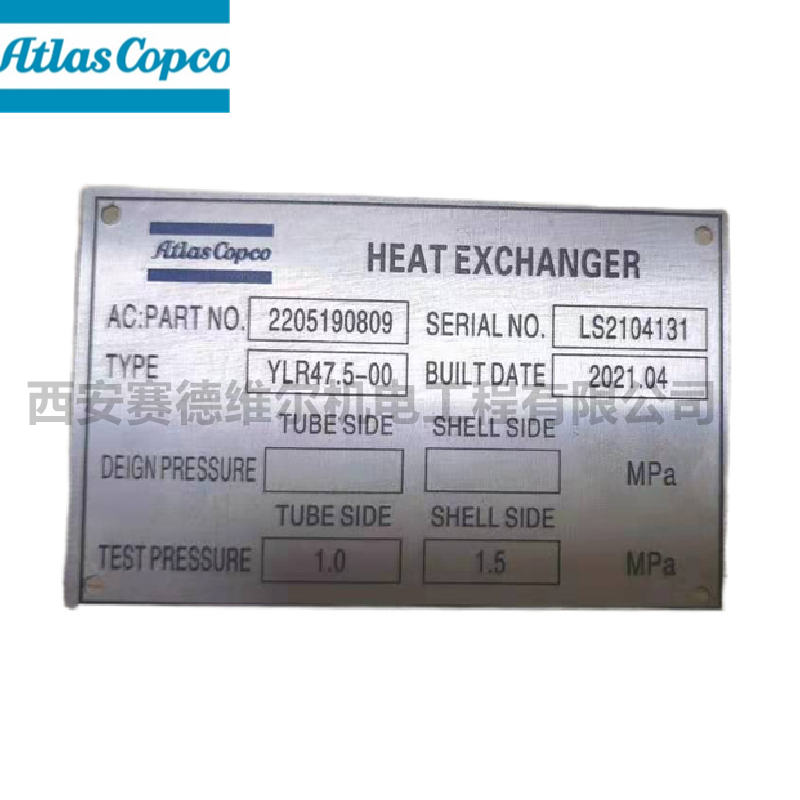 Atlas Copco
Atlas Copco HEAT EXCHANGER
AC:PART NO. 2205190809 SERIAL NO. LS2104131
TYPE YLR47.5-00 BUILT DATE 2021.04
西安赛德维尔机电工程有限公司
TUBE SIDE SHELL SIDE
DEIGN PRESSURE MPa
TUBE SIDE SHELL SIDE
TEST PRESSURE 1.0 1.5 MPa